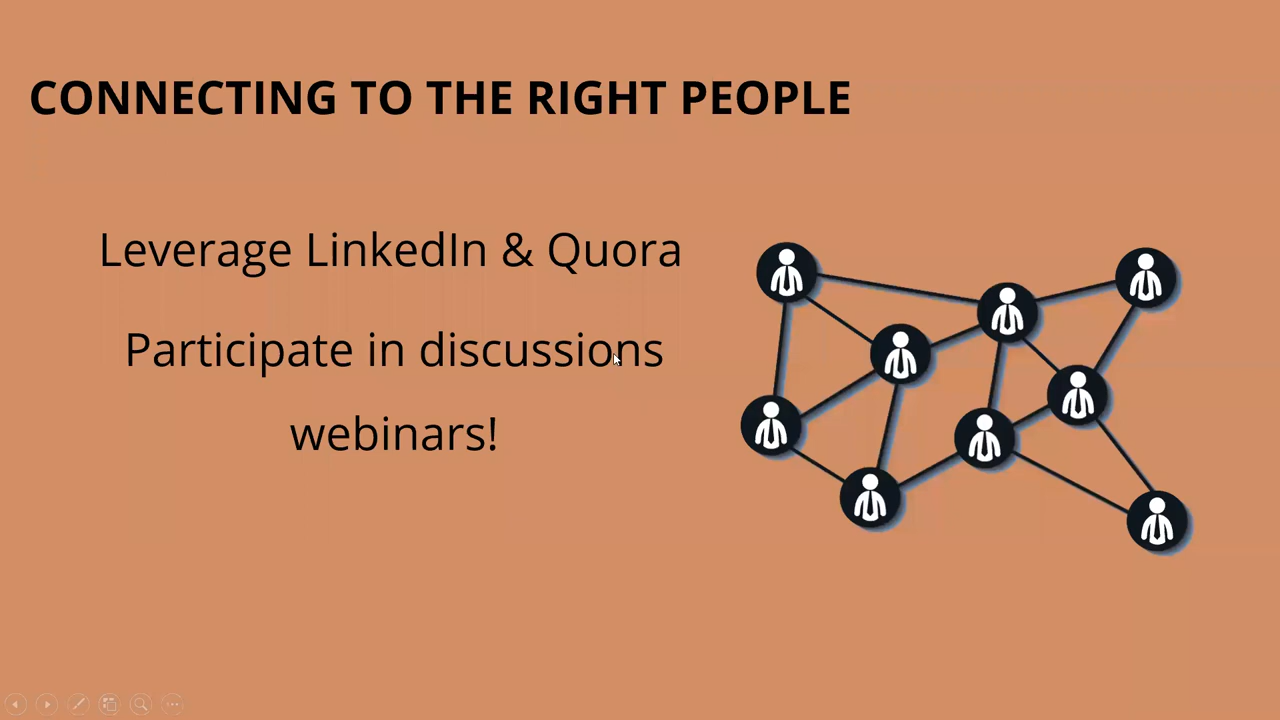 CONNECTING TO THE RIGHT PEOPLE
Leverage LinkedIn & Quora
Participate in discussions
webinars!